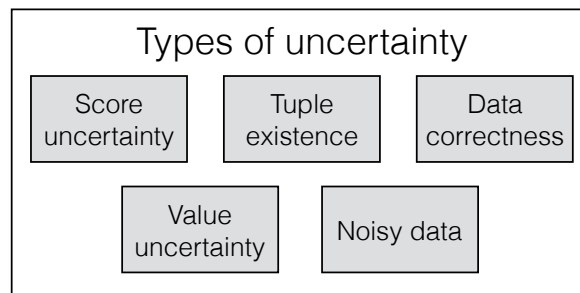 Types of uncertainty
Score
uncertainty
Tuple
existence
Data
correctness
Value
uncertainty
Noisy data